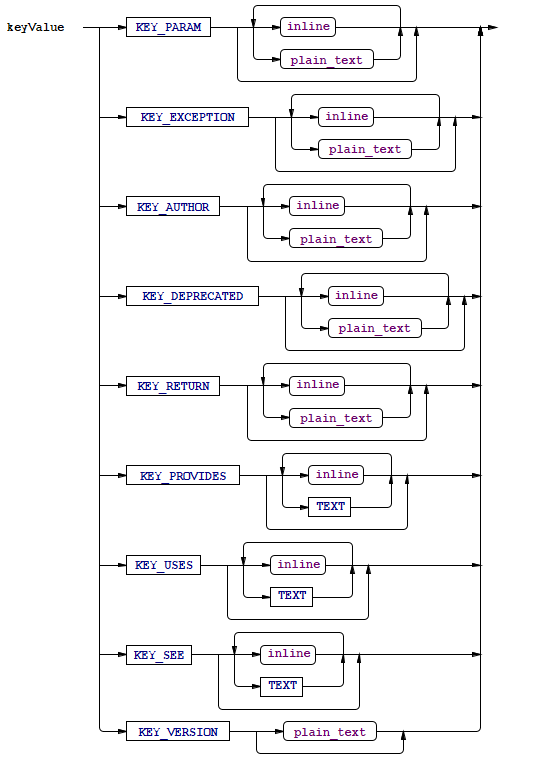 keyValue KEY_PARAM inline
plain_text
KEY_EXCEPTION inline
plain_text
KEY_AUTHOR inline
plain_text
KEY_DEPRECATED inline
plain_text
KEY_RETURN inline
plain_text
KEY_PROVIDES inline
TEXT
KEY_USES inline
TEXT
KEY_SEE inline
TEXT
KEY_VERSION plain_text